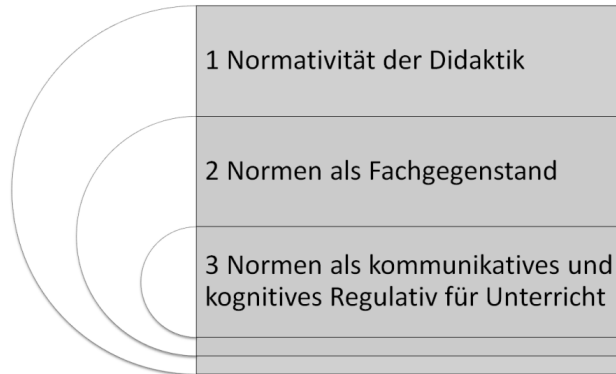 1 Normativität der Didaktik
2 Normen als Fachgegenstand
3 Normen als kommunikatives und
kognitives Regulativ für Unterricht